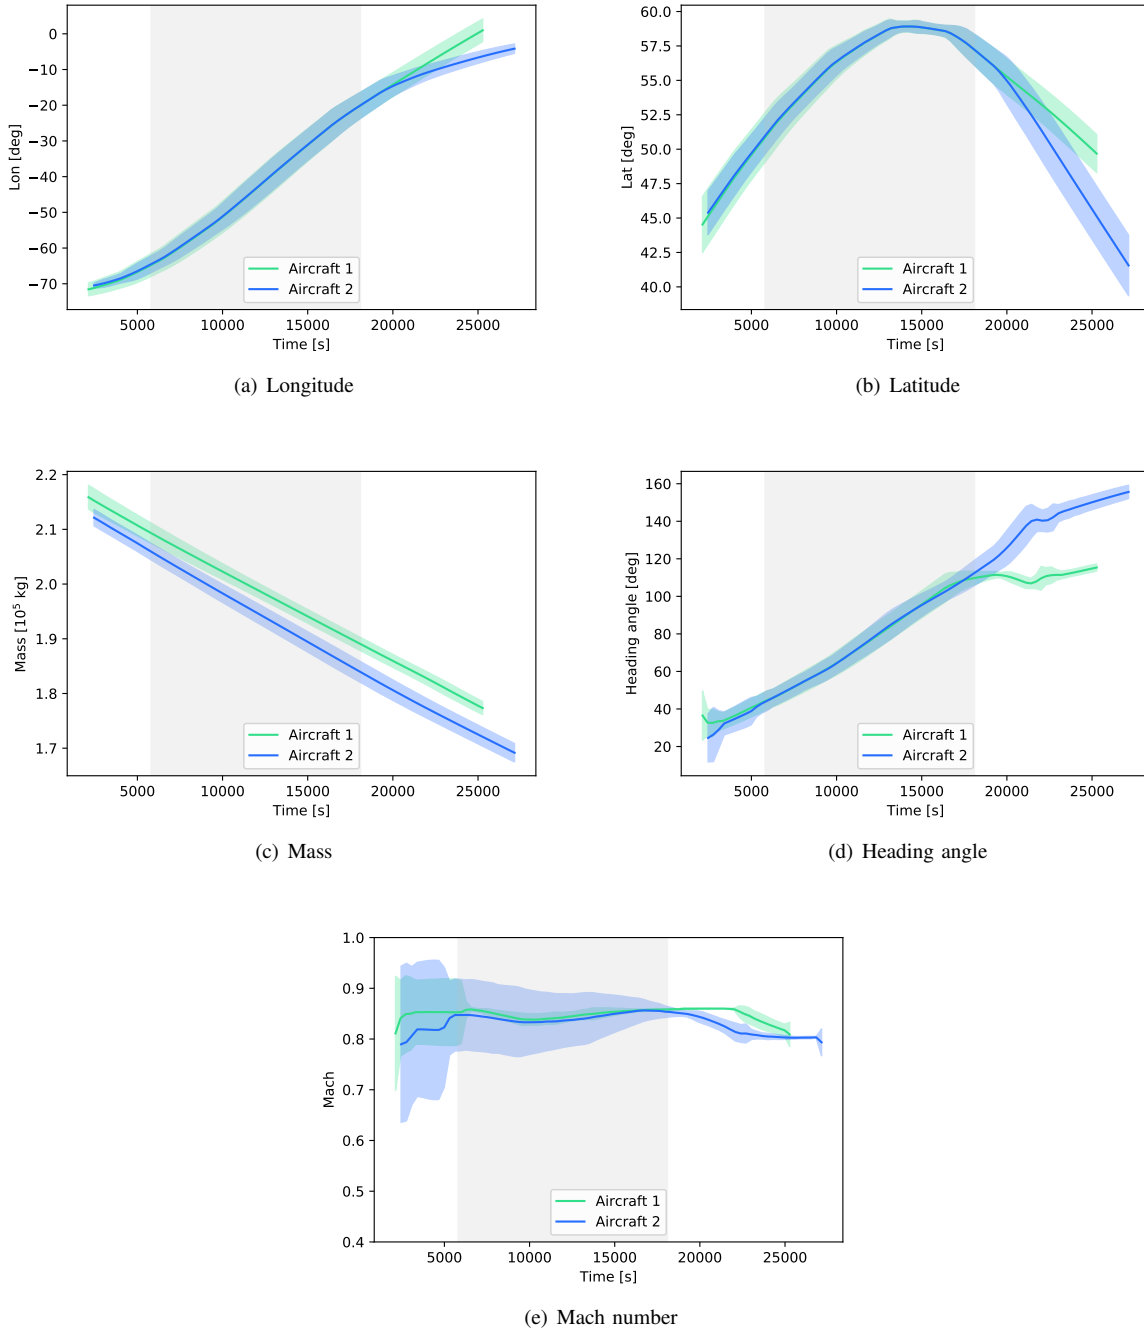 0
−10
−20
−30
−40
−50
−60
−70
Lon [deg]
5000 10000 15000 20000 25000
Time [s]
Aircraft 1
Aircraft 2
(a) Longitude
60.0
57.5
55.0
52.5
50.0
47.5
45.0
42.5
40.0
Lat [deg]
5000 10000 15000 20000 25000
Time [s]
Aircraft 1
Aircraft 2
(b) Latitude
2.2
2.1
2.0
1.9
1.8
1.7
Mass [10⁵ kg]
5000 10000 15000 20000 25000
Time [s]
Aircraft 1
Aircraft 2
(c) Mass
160
140
120
100
80
60
40
20
Heading angle [deg]
5000 10000 15000 20000 25000
Time [s]
Aircraft 1
Aircraft 2
(d) Heading angle
1.0
0.9
0.8
0.7
0.6
0.5
0.4
Mach
5000 10000 15000 20000 25000
Time [s]
Aircraft 1
Aircraft 2
(e) Mach number